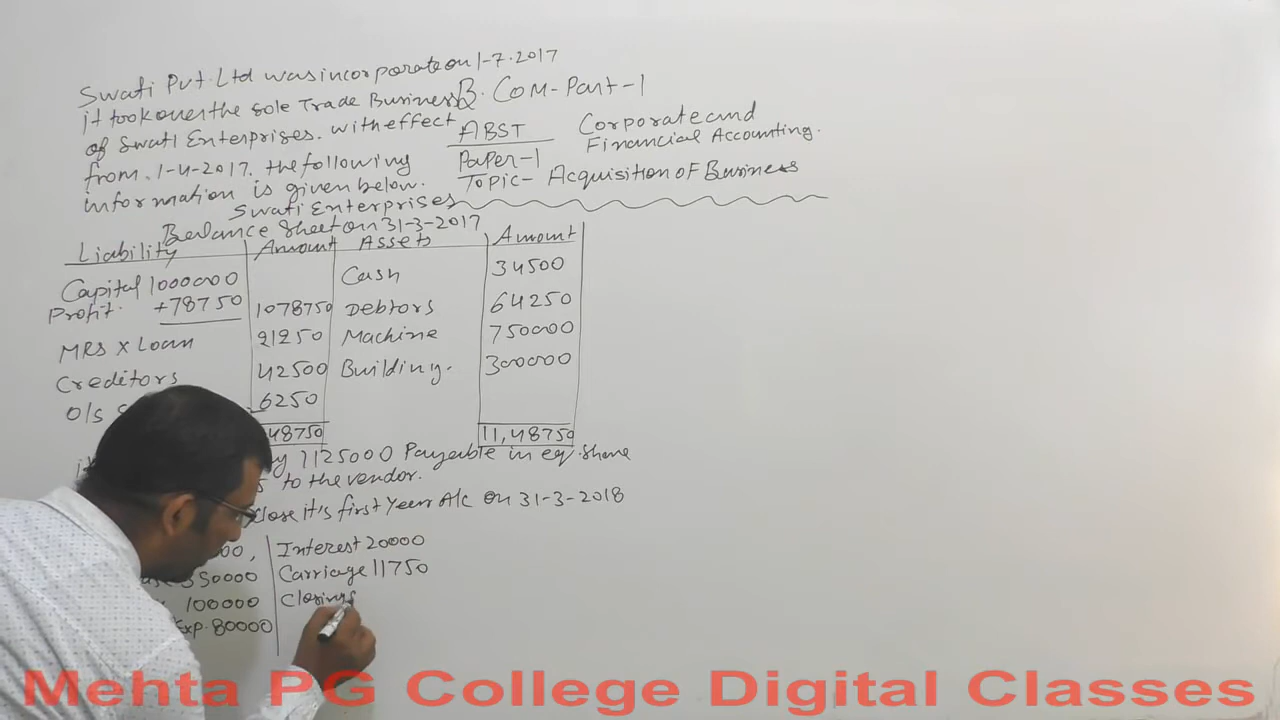 Swati Pvt. Ltd was incorporate on 1-7-2017
it took over the sole Trade Business
of Swati Enterprises. with effect
from. 1-4-2017. the following
information is given below.
B. COM-Part-1
ABST
Paper-1
Corporate and
Financial Accounting.
Topic- Acquisition of Business
Swati Enterprises
Balance Sheet on 31-3-2017
Liability Amount Assets Amount
Capital 1000000 Cash 34500
Profit. +78750 1078750 Debtors 64250
MRS X Loan 21250 Machine 750000
Creditors 42500 Building. 300000
O/s 6250
48750 11,48750
1125000 Payable in eq. share
to the vendor.
Close it's first Year A/c on 31-3-2018
00, Interest 20000
50000 Carriage 11750
100000 Closing
Exp. 80000
Mehta PG College Digital Classes